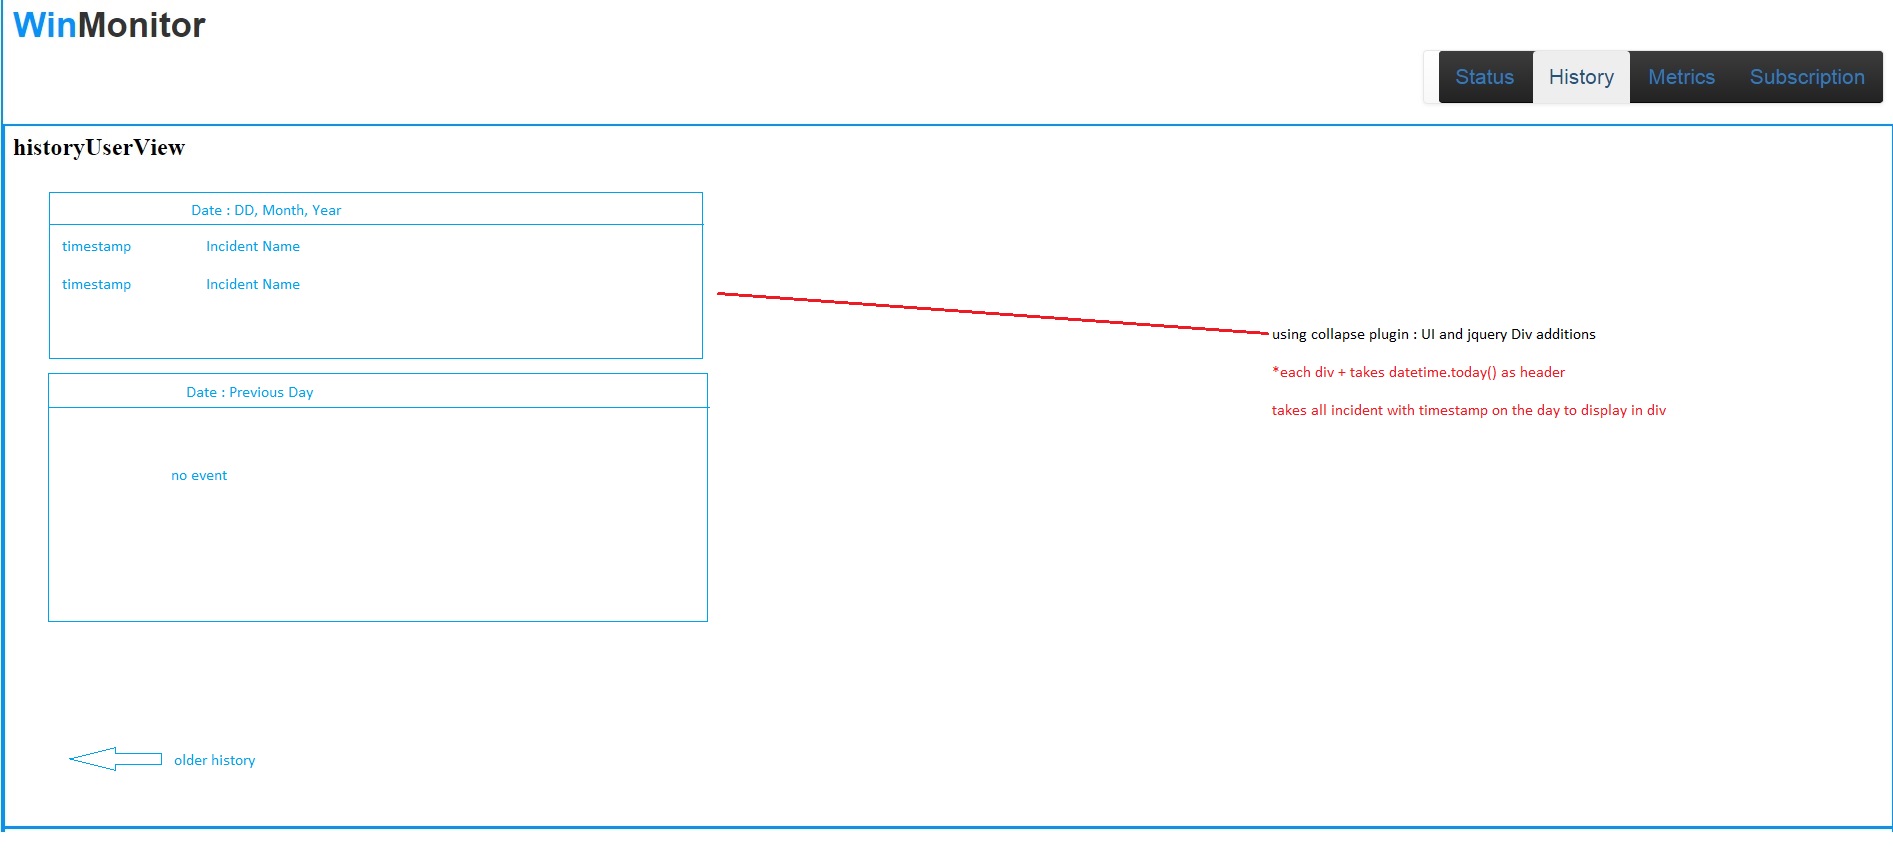 WinMonitor
Status History Metrics Subscription
historyUserView
Date : DD, Month, Year
timestamp Incident Name
timestamp Incident Name
using collapse plugin : UI and jquery Div additions
*each div + takes datetime.today() as header
takes all incident with timestamp on the day to display in div
Date : Previous Day
no event
older history